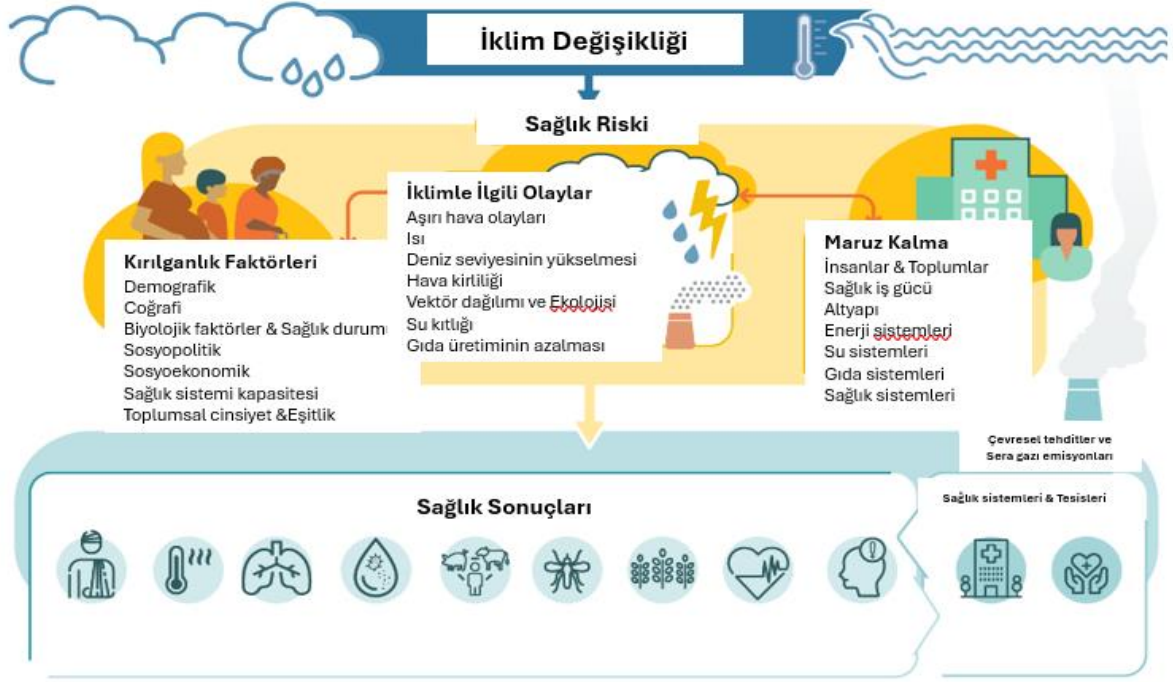 İklim Değişikliği
Sağlık Riski
İklimle İlgili Olaylar
Aşırı hava olayları
Isı
Deniz seviyesinin yükselmesi
Hava kirliliği
Vektör dağılımı ve Ekolojisi
Su kıtlığı
Gıda üretiminin azalması
Kırılganlık Faktörleri
Demografik
Coğrafi
Biyolojik faktörler & Sağlık durumu
Sosyopolitik
Sosyoekonomik
Sağlık sistemi kapasitesi
Toplumsal cinsiyet &Eşitlik
Maruz Kalma
İnsanlar & Toplumlar
Sağlık iş gücü
Altyapı
Enerji sistemleri
Su sistemleri
Gıda sistemleri
Sağlık sistemleri
Çevresel tehditler ve
Sera gazı emisyonları
Sağlık Sonuçları
Sağlık sistemleri & Tesisleri